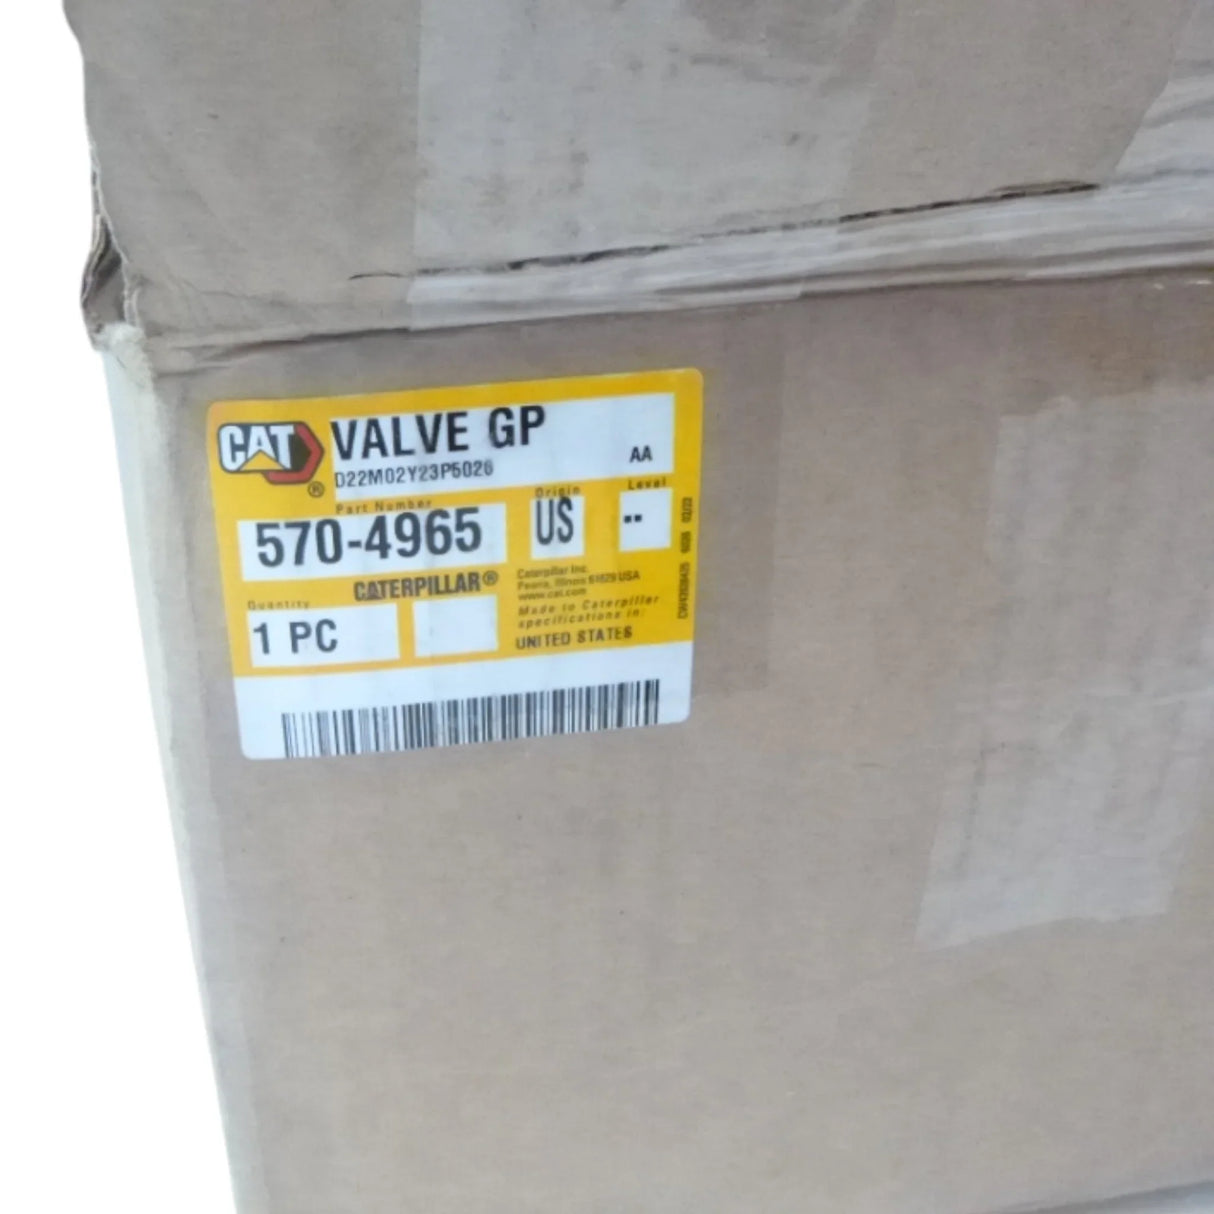 CAT
®
VALVE GP
D22M02Y23P5026
AA
Part Number
570-4965
Origin
US
Level
--
CATERPILLAR®
Quantity
1 PC
Caterpillar Inc.
Peoria, Illinois 61629 USA
www.cat.com
Made to Caterpillar
specifications in:
UNITED STATES